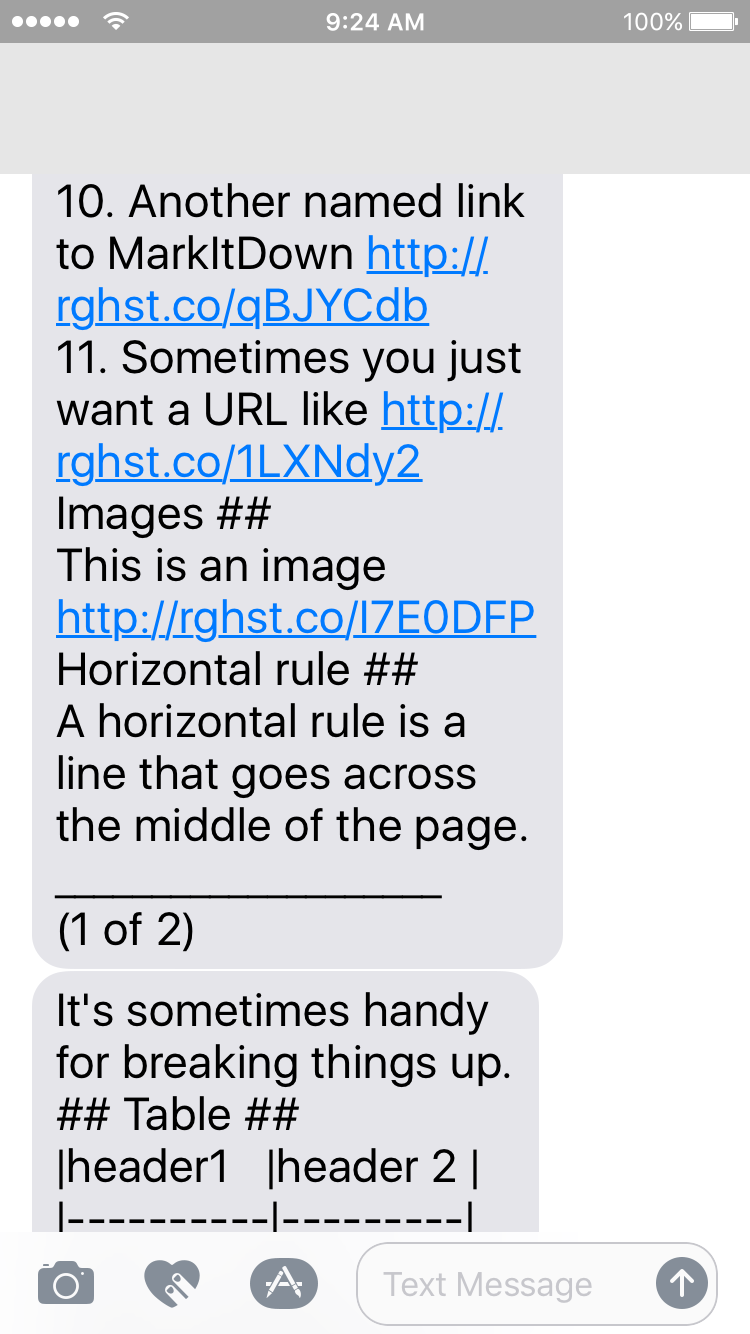 9:24 AM 100%
10. Another named link
to MarkItDown http://
rghst.co/qBJYCdb
11. Sometimes you just
want a URL like http://
rghst.co/1LXNdy2
Images ##
This is an image
http://rghst.co/I7E0DFP
Horizontal rule ##
A horizontal rule is a
line that goes across
the middle of the page.
____________________
(1 of 2)
It's sometimes handy
for breaking things up.
## Table ##
|header1   |header 2 |
|----------|---------|
Text Message